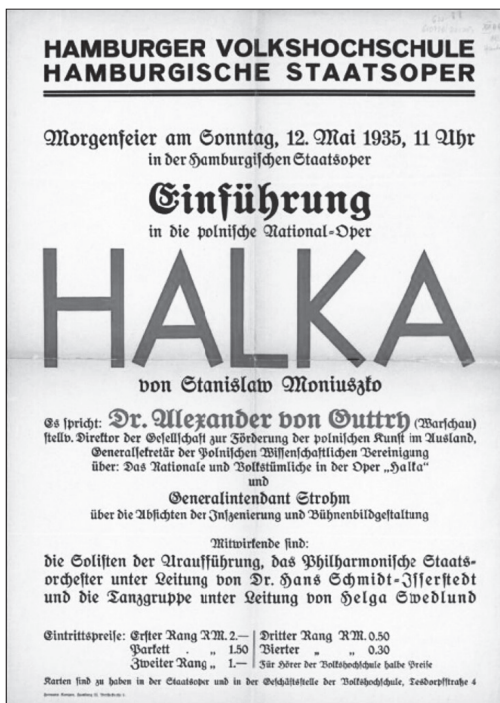 HAMBURGER VOLKSHOCHSCHULE
HAMBURGISCHE STAATSOPER
Morgenfeier am Sonntag, 12. Mai 1935, 11 Uhr
in der Hamburgischen Staatsoper
Einführung
in die polnische National-Oper
HALKA
von Stanislaw Moniuszko
Es spricht: Dr. Alexander von Guttry (Warschau)
stellv. Direktor der Gesellschaft zur Förderung der polnischen Kunst im Ausland,
Generalsekretär der Polnischen Wissenschaftlichen Vereinigung
über: Das Nationale und Volkstümliche in der Oper „Halka“
und
Generalintendant Strohm
über die Absichten der Inszenierung und Bühnenbildgestaltung
Mitwirkende sind:
die Solisten der Uraufführung, das Philharmonische Staats-
orchester unter Leitung von Dr. Hans Schmidt-Isserstedt
und die Tanzgruppe unter Leitung von Helga Swedlund
Eintrittspreise: Erster Rang RM. 2.— Dritter Rang RM. 0.50
Parkett . „ 1.50 Vierter „ „ 0.30
Zweiter Rang „ 1.— Für Hörer der Volkshochschule halbe Preise
Karten sind zu haben in der Staatsoper und in der Geschäftsstelle der Volkshochschule, Tesdorpfstraße 4